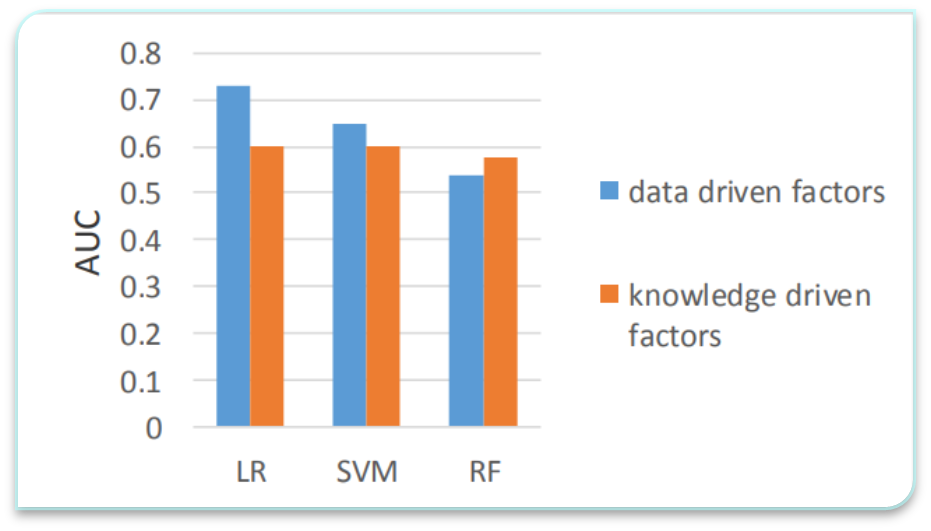 0.8
0.7
0.6
0.5
0.4
0.3
0.2
0.1
0
AUC
LR SVM RF
data driven factors
knowledge driven
factors